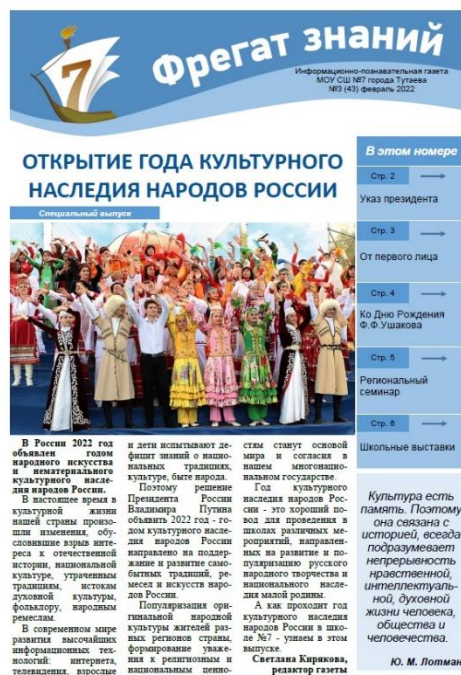 7
Фрегат знаний
Информационно-познавательная газета
МОУ СШ №7 города Тутаева
№3 (43) февраль 2022
ОТКРЫТИЕ ГОДА КУЛЬТУРНОГО
НАСЛЕДИЯ НАРОДОВ РОССИИ
Специальный выпуск
В России 2022 год
объявлен годом
народного искусства
и нематериального
культурного насле-
дия народов России.
В настоящее время в
культурной жизни
нашей страны произо-
шли изменения, обу-
словившие взрыв инте-
реса к отечественной
истории, национальной
культуре, утраченным
традициям, истокам
духовной культуры,
фольклору, народным
ремеслам.
В современном мире
развития высочайших
информационных тех-
нологий: интернета,
телевидения, взрослые
и дети испытывают де-
фицит знаний о нацио-
нальных традициях,
культуре, быте народа.
Поэтому решение
Президента России
Владимира Путина
объявить 2022 год - го-
дом культурного насле-
дия народов России
направлено на поддер-
жание и развитие само-
бытных традиций, ре-
месел и искусств наро-
дов России.
Популяризация ори-
гинальной народной
культуры жителей раз-
ных регионов страны,
формирование уваже-
ния к религиозным и
национальным ценно-
стям станут основой
мира и согласия в
нашем многонацио-
нальном государстве.
Год культурного
наследия народов Рос-
сии - это хороший по-
вод для проведения в
школах различных ме-
роприятий, направлен-
ных на развитие и по-
пуляризацию русского
народного творчества и
национального насле-
дия малой родины.
А как проходит год
культурного наследия
народов России в шко-
ле №7 - узнаем в этом
выпуске.
Светлана Кирякова,
редактор газеты
В этом номере
Стр. 2
Указ президента
Стр. 3
От первого лица
Стр. 4
Ко Дню Рождения
Ф.Ф.Ушакова
Стр. 5
Региональный
семинар
Стр. 6
Школьные выставки
Культура есть
память. Поэтому
она связана с
историей, всегда
подразумевает
непрерывность
нравственной,
интеллектуаль-
ной, духовной
жизни человека,
общества и
человечества.
Ю. М. Лотман